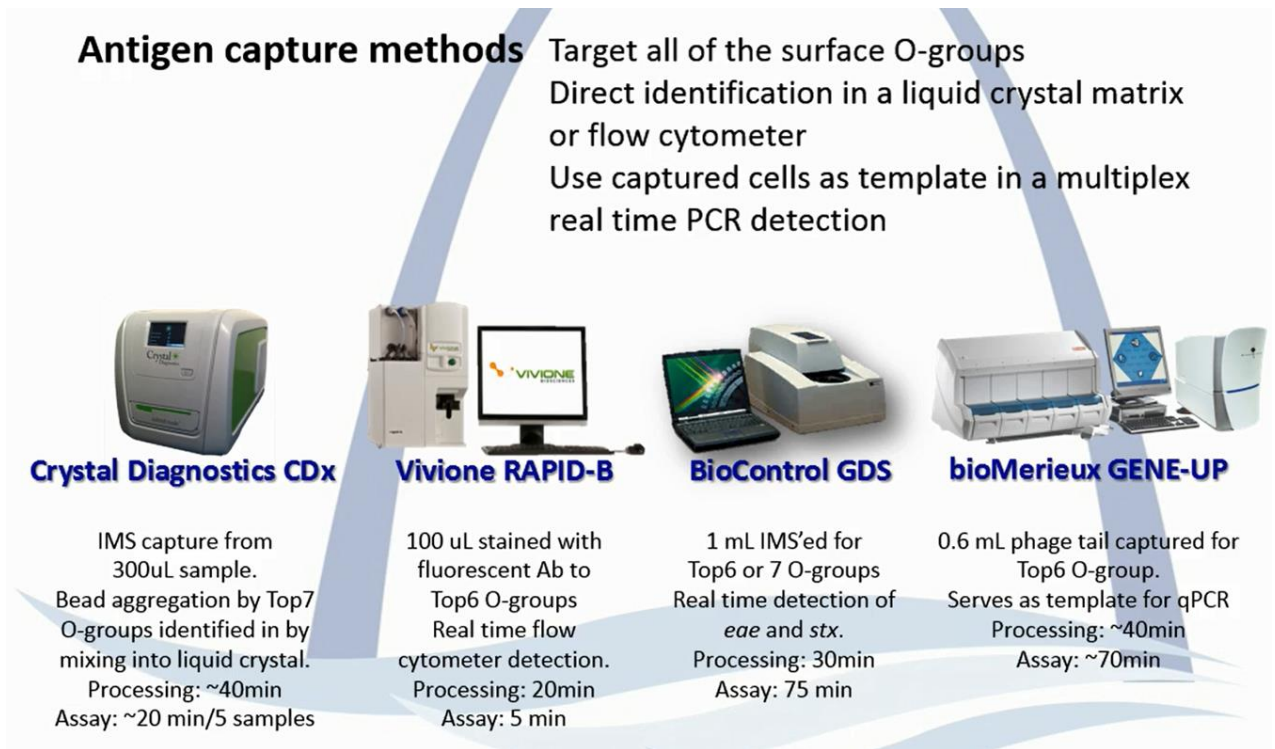 Antigen capture methods
Target all of the surface O-groups
Direct identification in a liquid crystal matrix
or flow cytometer
Use captured cells as template in a multiplex
real time PCR detection
Crystal
Diagnostics
VIVIONE
BIOSCIENCES
Crystal Diagnostics CDx
IMS capture from
300uL sample.
Bead aggregation by Top7
O-groups identified in by
mixing into liquid crystal.
Processing: ~40min
Assay: ~20 min/5 samples
Vivione RAPID-B
100 uL stained with
fluorescent Ab to
Top6 O-groups
Real time flow
cytometer detection.
Processing: 20min
Assay: 5 min
BioControl GDS
1 mL IMS’ed for
Top6 or 7 O-groups
Real time detection of
eae and stx.
Processing: 30min
Assay: 75 min
bioMerieux GENE-UP
0.6 mL phage tail captured for
Top6 O-group.
Serves as template for qPCR
Processing: ~40min
Assay: ~70min